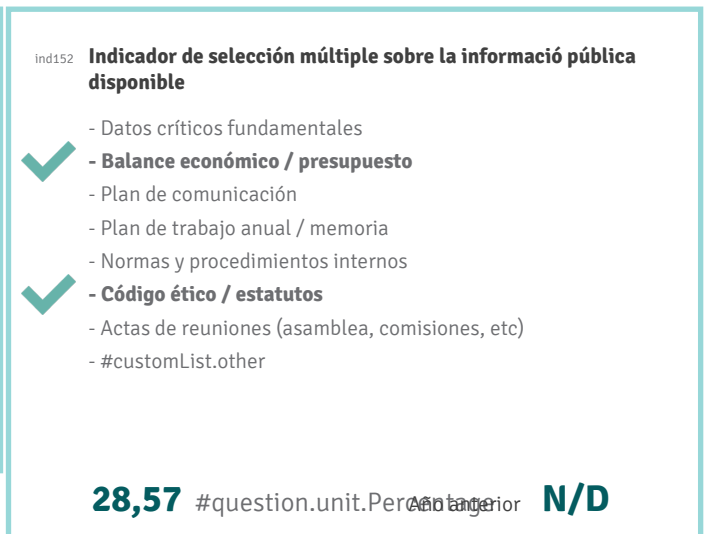 ind152 Indicador de selección múltiple sobre la informació pública
disponible
- Datos críticos fundamentales
- Balance económico / presupuesto
- Plan de comunicación
- Plan de trabajo anual / memoria
- Normas y procedimientos internos
- Código ético / estatutos
- Actas de reuniones (asamblea, comisiones, etc)
- #customList.other
28,57 #question.unit.Percentage Año anterior N/D